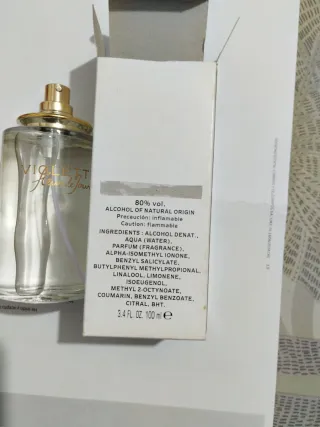 80% vol.
ALCOHOL OF NATURAL ORIGIN
Precaución: inflamable
Caution: flammable
INGREDIENTS : ALCOHOL DENAT.,
AQUA (WATER),
PARFUM (FRAGRANCE),
ALPHA-ISOMETHYL IONONE,
BENZYL SALICYLATE,
BUTYLPHENYL METHYLPROPIONAL,
LINALOOL, LIMONENE,
ISOEUGENOL,
METHYL 2-OCTYNOATE,
COUMARIN, BENZYL BENZOATE,
CITRAL, BHT.
3.4 FL. OZ. 100 ml ℮